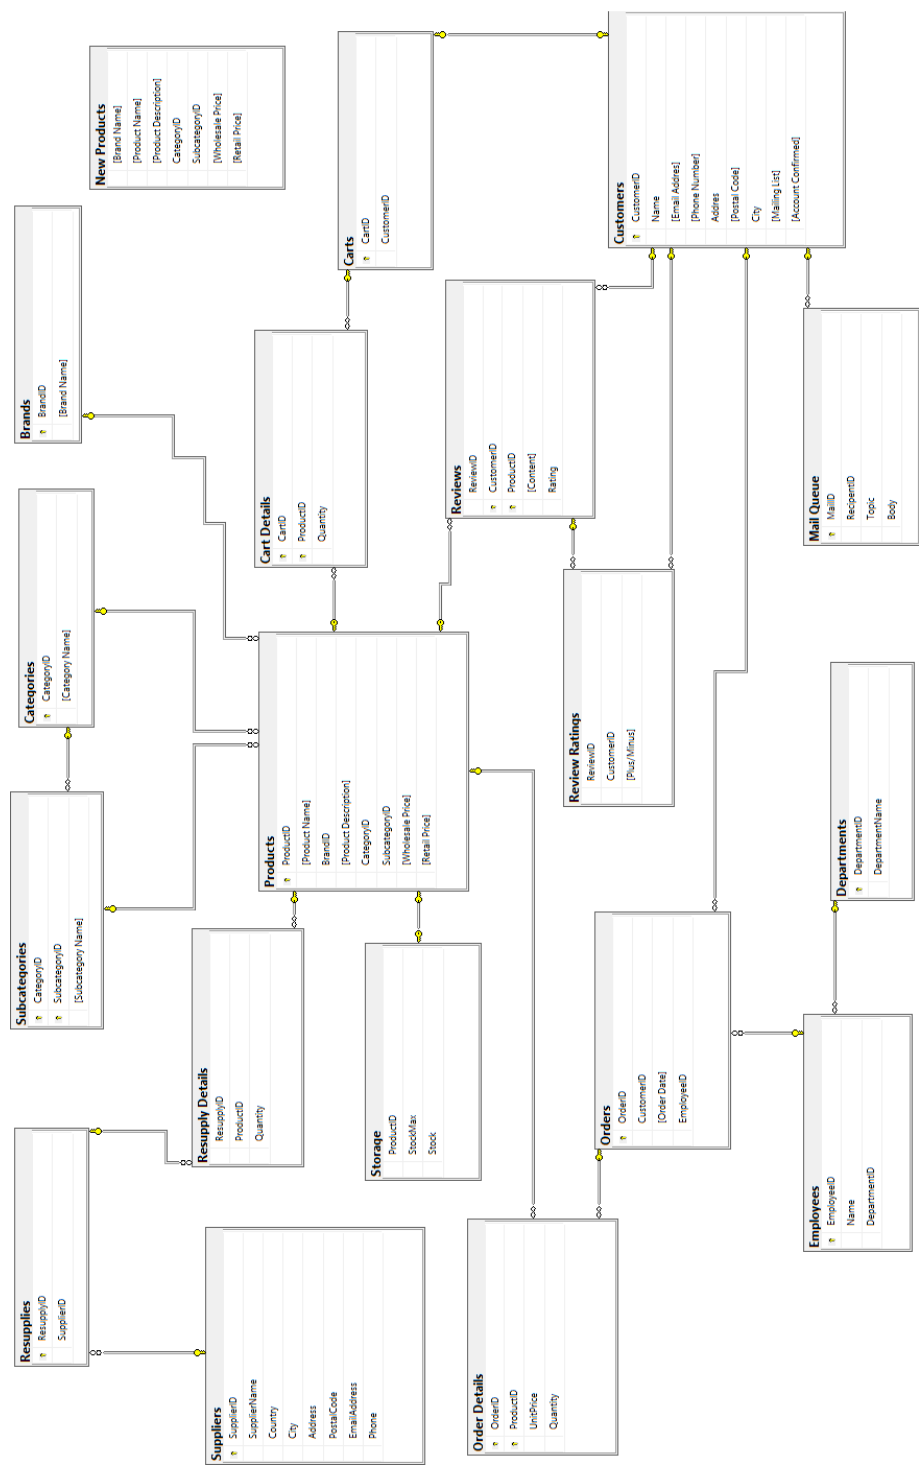 Resupplies
ResupplyID
SupplierID
Subcategories
CategoryID
SubcategoryID
[Subcategory Name]
Categories
CategoryID
[Category Name]
Brands
BrandID
[Brand Name]
New Products
[Brand Name]
[Product Name]
[Product Description]
CategoryID
SubcategoryID
[Wholesale Price]
[Retail Price]
Suppliers
SupplierID
SupplierName
Country
City
Address
PostalCode
EmailAddress
Phone
Resupply Details
ResupplyID
ProductID
Quantity
Products
ProductID
[Product Name]
BrandID
[Product Description]
CategoryID
SubcategoryID
[Wholesale Price]
[Retail Price]
Cart Details
CartID
ProductID
Quantity
Carts
CartID
CustomerID
Storage
ProductID
StockMax
Stock
Reviews
ReviewID
CustomerID
ProductID
[Content]
Rating
Order Details
OrderID
ProductID
UnitPrice
Quantity
Orders
OrderID
CustomerID
[Order Date]
EmployeeID
Review Ratings
ReviewID
CustomerID
[Plus/Minus]
Customers
CustomerID
Name
[Email Addres]
[Phone Number]
Addres
[Postal Code]
City
[Mailing List]
[Account Confirmed]
Employees
EmployeeID
Name
DepartmentID
Departments
DepartmentID
DepartmentName
Mail Queue
MailID
RecipentID
Topic
Body